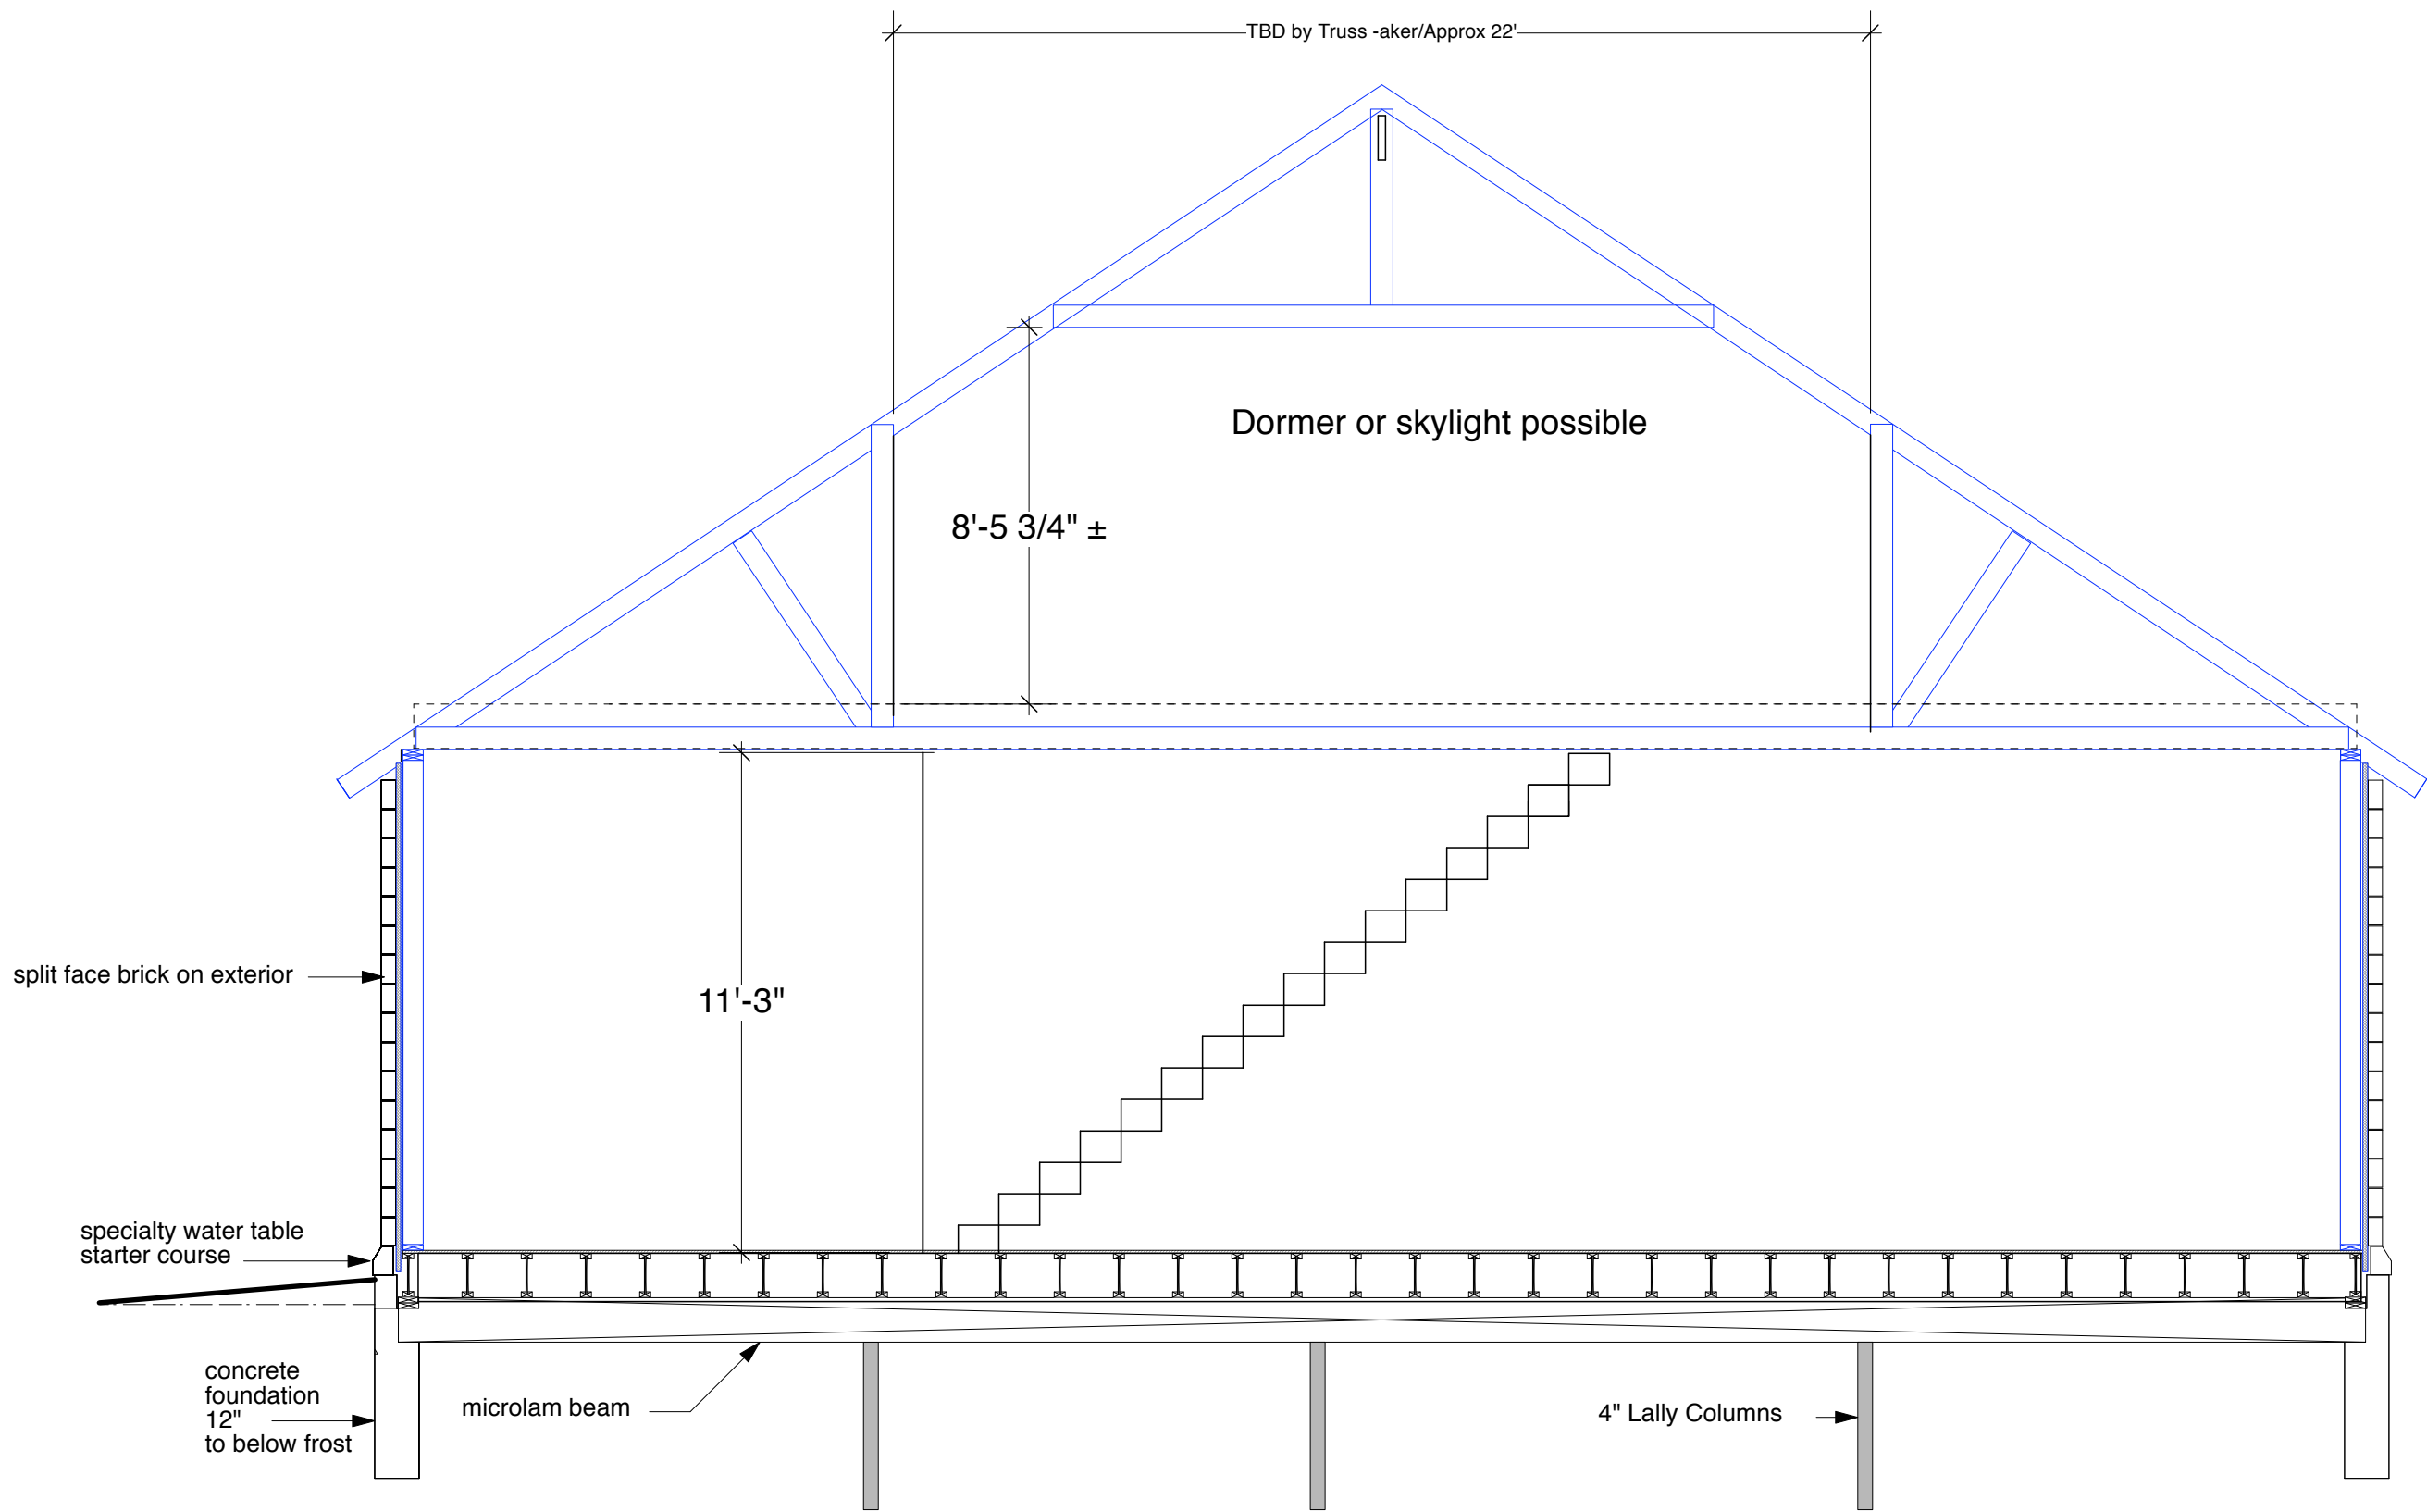 TBD by Truss -aker/Approx 22'
Dormer or skylight possible
8'-5 3/4" ±
split face brick on exterior
11'-3"
specialty water table
starter course
concrete
foundation
12"
to below frost
microlam beam
4" Lally Columns